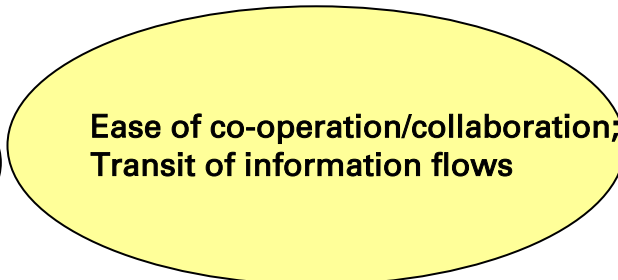 Ease of co-operation/collaboration;
Transit of information flows